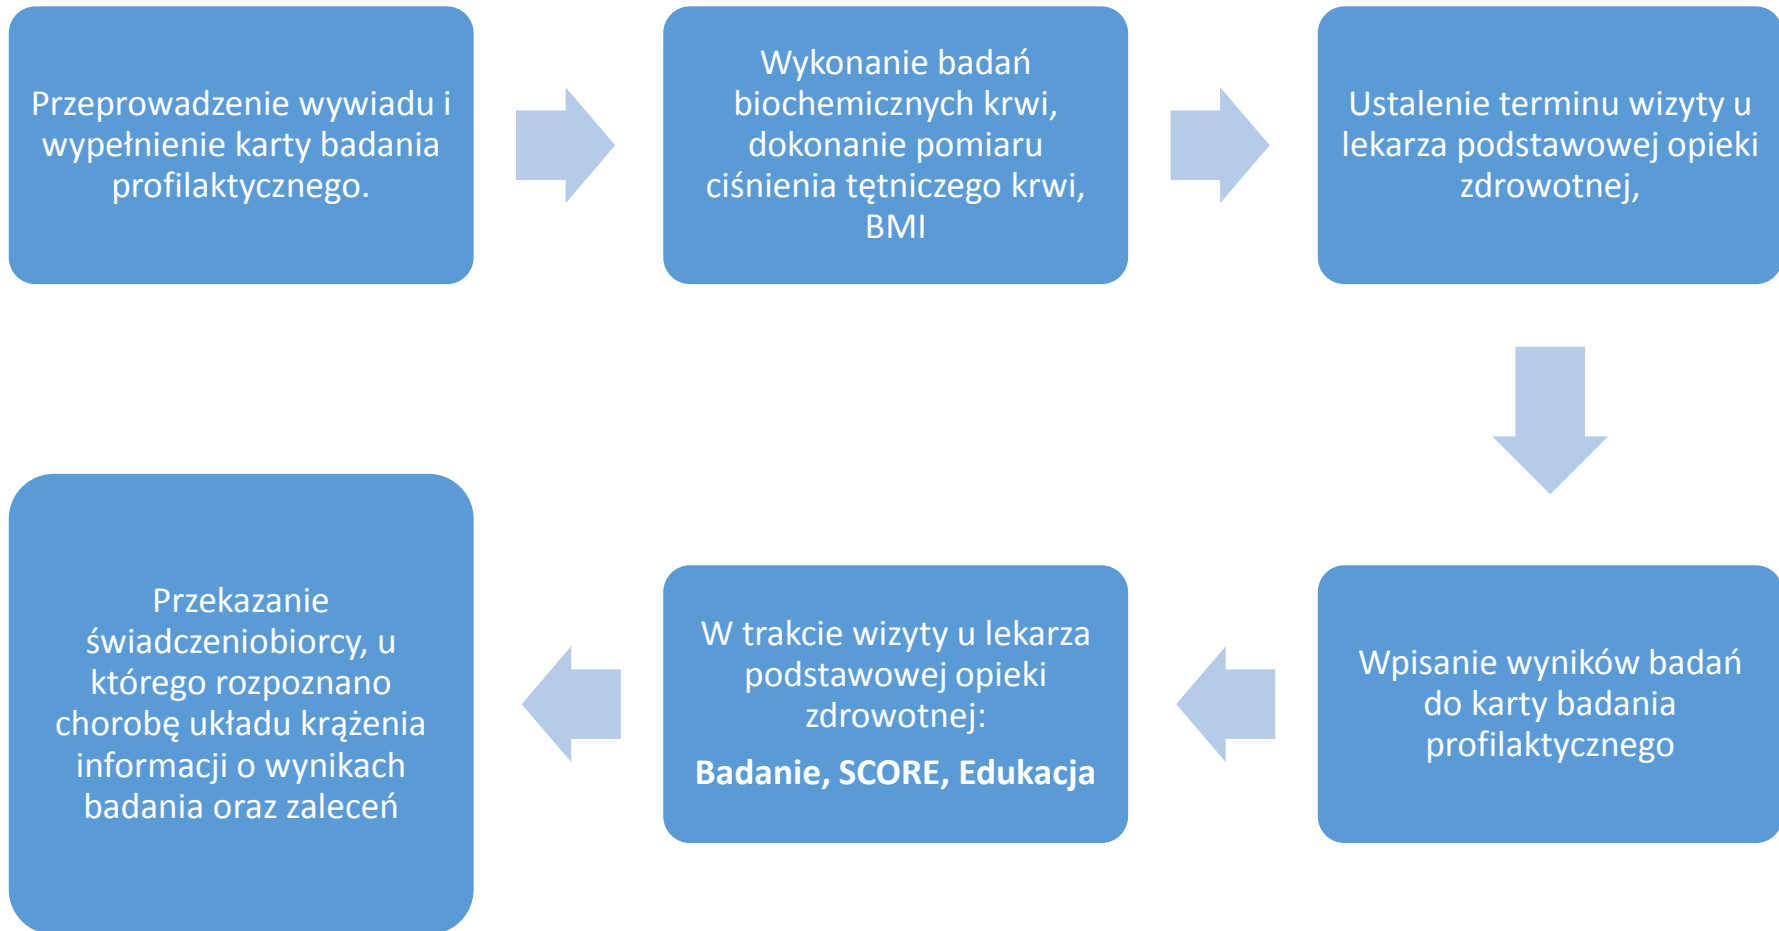 Przeprowadzenie wywiadu i
wypełnienie karty badania
profilaktycznego.
Wykonanie badań
biochemicznych krwi,
dokonanie pomiaru
ciśnienia tętniczego krwi,
BMI
Ustalenie terminu wizyty u
lekarza podstawowej opieki
zdrowotnej,
Wpisanie wyników badań
do karty badania
profilaktycznego
W trakcie wizyty u lekarza
podstawowej opieki
zdrowotnej:
Badanie, SCORE, Edukacja
Przekazanie
świadczeniobiorcy, u
którego rozpoznano
chorobę układu krążenia
informacji o wynikach
badania oraz zaleceń